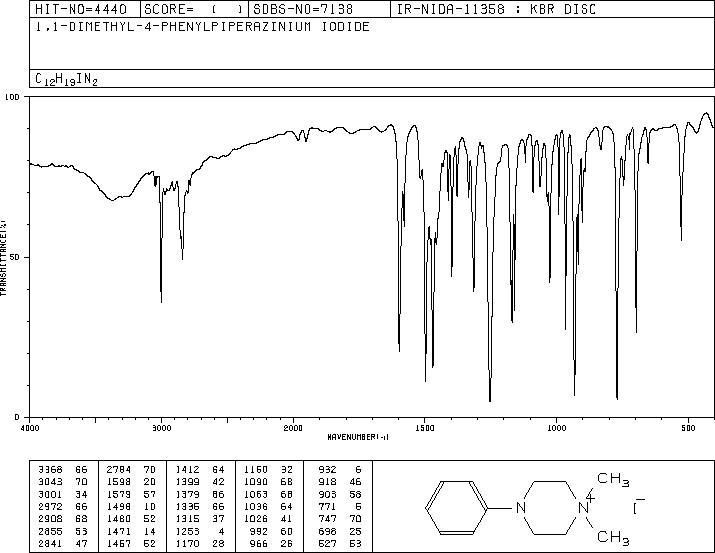 HIT-NO=4440 SCORE= ( ) SDBS-NO=7138 IR-NIDA-11358 : KBR DISC
1,1-DIMETHYL-4-PHENYLPIPERAZINIUM IODIDE
C12H19IN2
100
TRANSMITTANCE(%)
50
0
4000 3000 2000 1500 1000 500
WAVENUMBER(-1)
3368 66 2784 70 1412 64 1160 32 932 6
3043 70 1598 20 1399 42 1090 68 918 46
3001 34 1579 57 1379 86 1063 68 903 58
2972 66 1498 10 1335 66 1036 64 771 5
2908 68 1480 52 1315 37 1026 41 747 70
2855 53 1471 14 1253 4 992 60 698 25
2841 47 1457 52 1170 28 966 26 527 53
CH3
N N+ I-
CH3